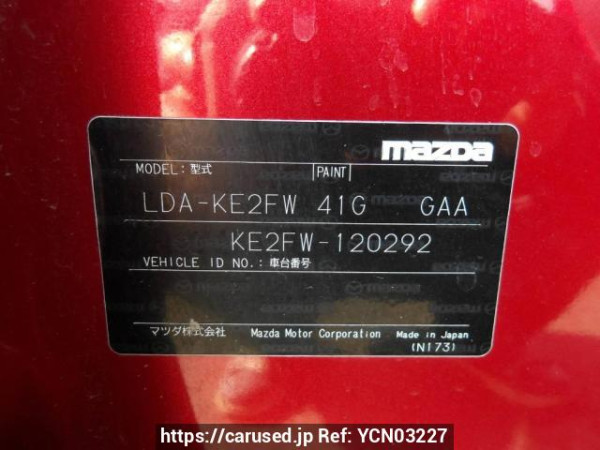 mazda
MODEL: 型式 PAINT
LDA-KE2FW 41G GAA
KE2FW-120292
VEHICLE ID NO.: 車台番号
マツダ株式会社 Mazda Motor Corporation Made in Japan
(N173)
https://carused.jp Ref: YCN03227